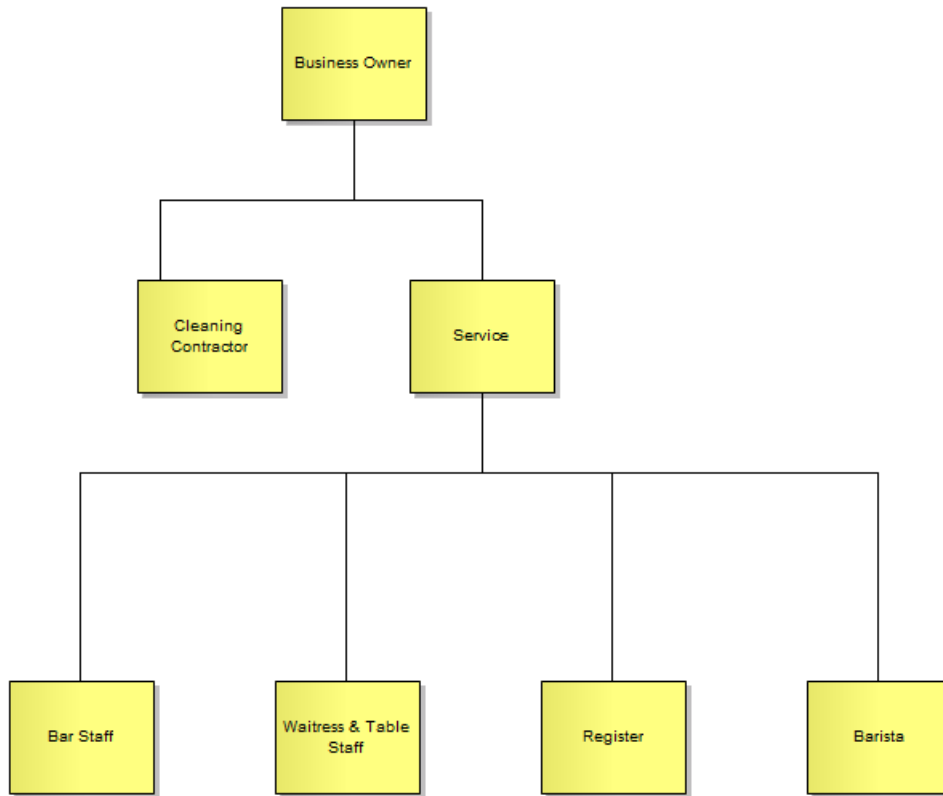 Business Owner
Cleaning
Contractor
Service
Bar Staff
Waitress & Table
Staff
Register
Barista